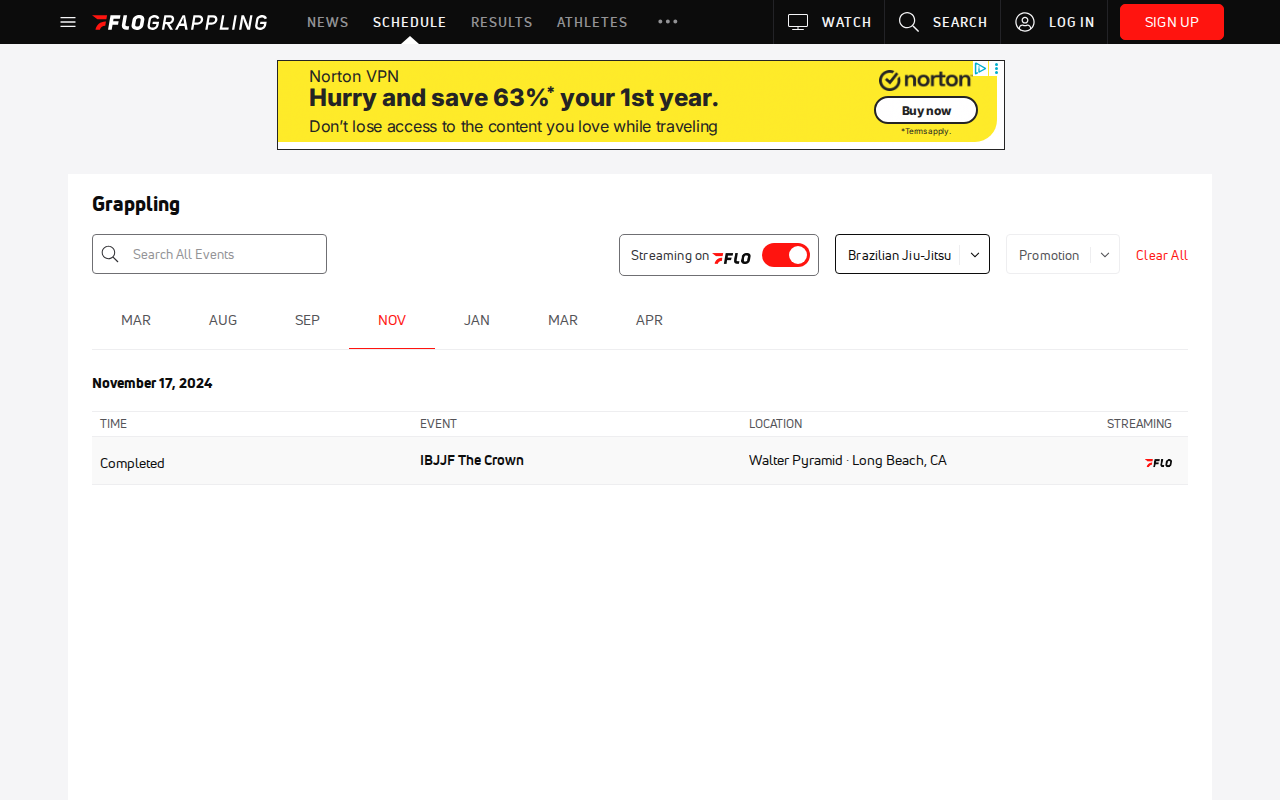 FLOGRAPPLING NEWS SCHEDULE RESULTS ATHLETES WATCH SEARCH LOG IN SIGN UP
Norton VPN
Hurry and save 63%* your 1st year.
Don't lose access to the content you love while traveling
norton
Buy now
*Terms apply.
Grappling
Search All Events Streaming on FLO Brazilian Jiu-Jitsu Promotion Clear All
MAR AUG SEP NOV JAN MAR APR
November 17, 2024
TIME EVENT LOCATION STREAMING
Completed IBJJF The Crown Walter Pyramid · Long Beach, CA FLO